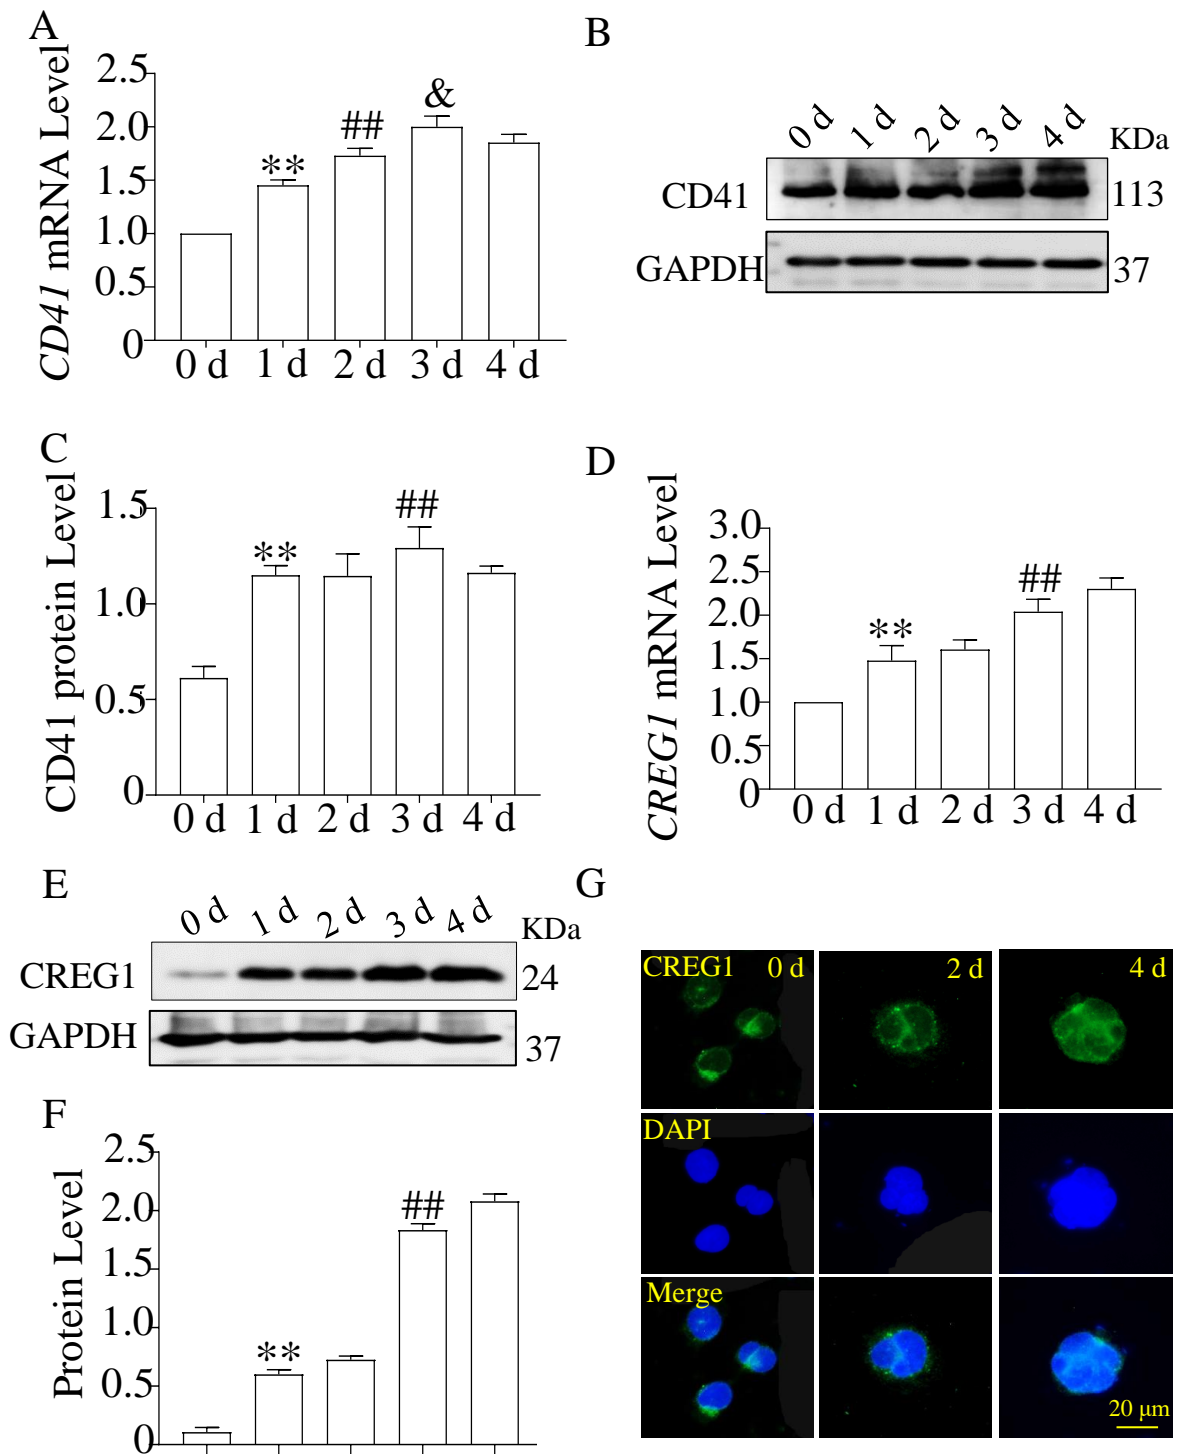 A
CD41 mRNA Level
2.5
2.0
1.5
1.0
0.5
0
**
##
&
0 d 1 d 2 d 3 d 4 d
B
0 d 1 d 2 d 3 d 4 d KDa
CD41 113
GAPDH 37
C
CD41 protein Level
1.5
1.0
0.5
0
**
##
0 d 1 d 2 d 3 d 4 d
D
CREG1 mRNA Level
3.0
2.5
2.0
1.5
1.0
0.5
0
**
##
0 d 1 d 2 d 3 d 4 d
E
0 d 1 d 2 d 3 d 4 d KDa
CREG1 24
GAPDH 37
F
Protein Level
2.5
2.0
1.5
1.0
0.5
0
**
##
G
CREG1 0 d 2 d 4 d
DAPI
Merge
20 µm